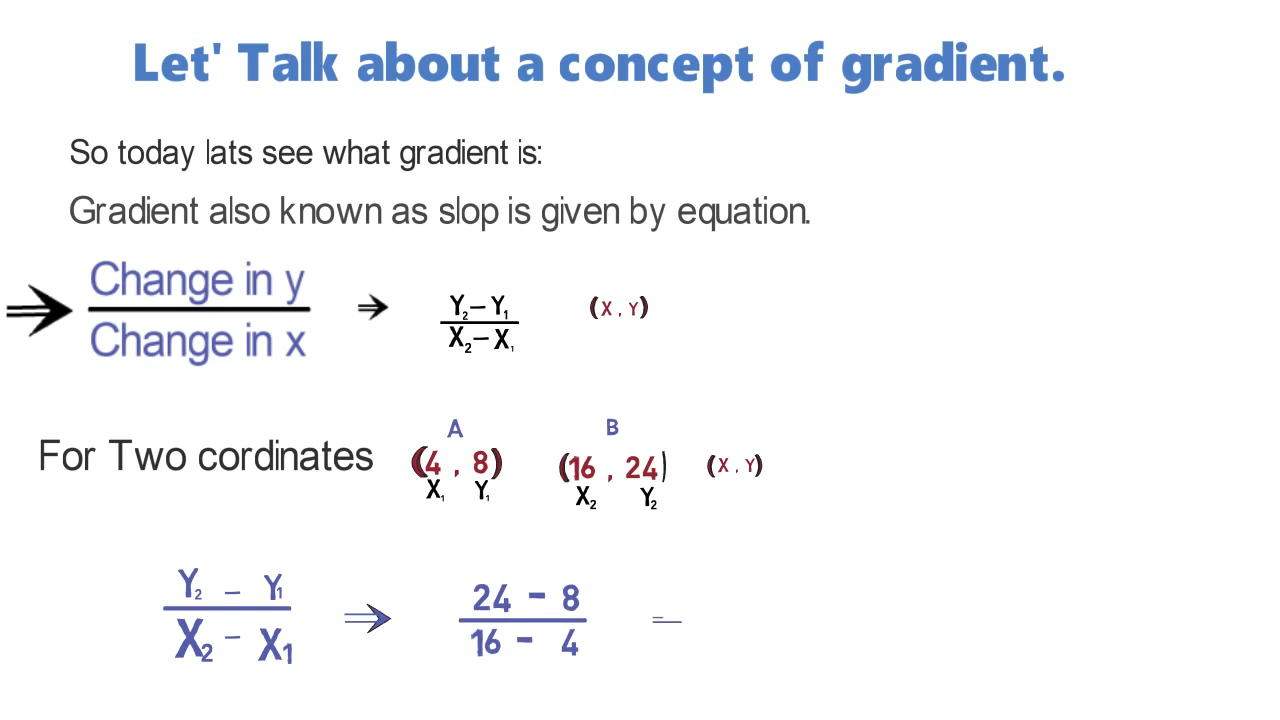 Let' Talk about a concept of gradient.
So today lats see what gradient is:
Gradient also known as slop is given by equation.
⇒ Change in y ⇒ Y₂ – Y₁ (X , Y)
Change in x X₂ – X₁
A B
For Two cordinates (4 , 8) (16 , 24) (X , Y)
X₁ Y₁ X₂ Y₂
Y₂ – Y₁ ⇒ 24 - 8 =
X₂ – X₁ 16 - 4